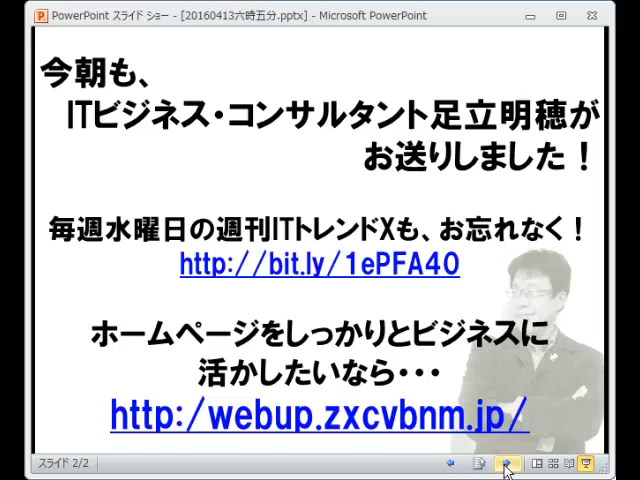 PowerPoint スライド ショー - [20160413六時五分.pptx] - Microsoft PowerPoint
今朝も、
ITビジネス・コンサルタント足立明穂が
お送りしました！
毎週水曜日の週刊ITトレンドXも、お忘れなく！
http://bit.ly/1ePFA40
ホームページをしっかりとビジネスに
活かしたいなら・・・
http:/webup.zxcvbnm.jp/
スライド 2/2